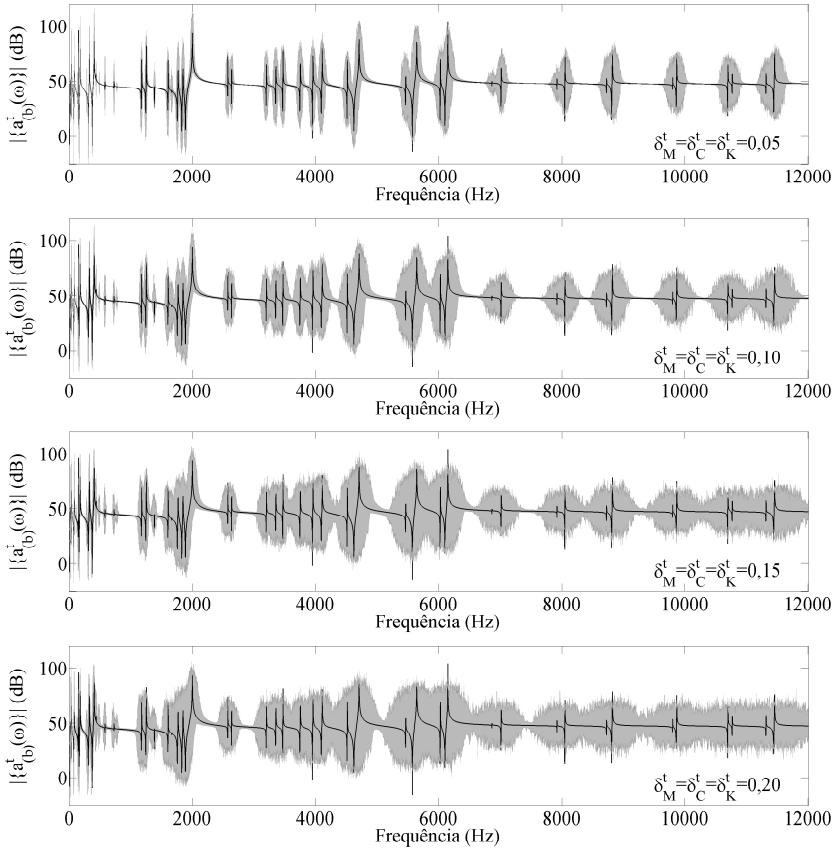 |{a^t_(b)(ω)}| (dB)
100
50
0
δ^t_M=δ^t_C=δ^t_K=0,05
0 2000 4000 6000 8000 10000 12000
Frequência (Hz)
|{a^t_(b)(ω)}| (dB)
100
50
0
δ^t_M=δ^t_C=δ^t_K=0,10
0 2000 4000 6000 8000 10000 12000
Frequência (Hz)
|{a^t_(b)(ω)}| (dB)
100
50
0
δ^t_M=δ^t_C=δ^t_K=0,15
0 2000 4000 6000 8000 10000 12000
Frequência (Hz)
|{a^t_(b)(ω)}| (dB)
100
50
0
δ^t_M=δ^t_C=δ^t_K=0,20
0 2000 4000 6000 8000 10000 12000
Frequência (Hz)